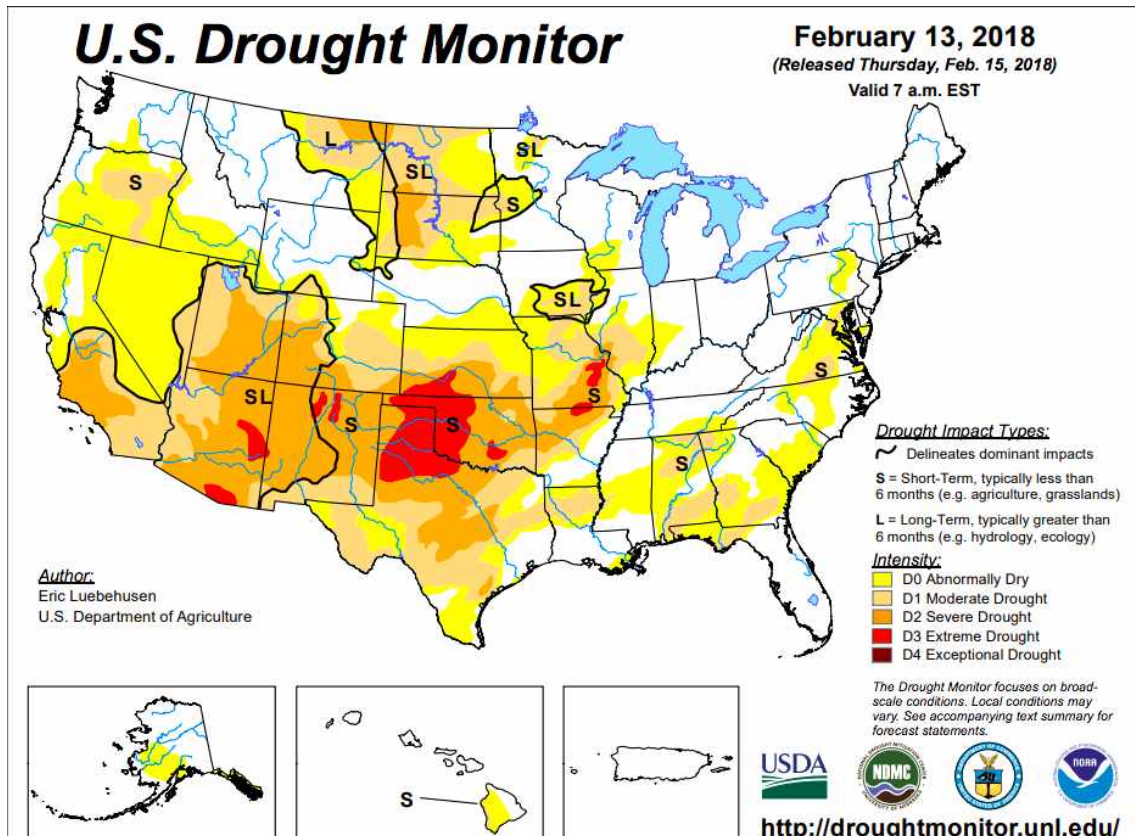 U.S. Drought Monitor
February 13, 2018
(Released Thursday, Feb. 15, 2018)
Valid 7 a.m. EST
L
SL
SL
S
S
SL
SL
S
S
S
S
S
Drought Impact Types:
Delineates dominant impacts
S = Short-Term, typically less than
6 months (e.g. agriculture, grasslands)
L = Long-Term, typically greater than
6 months (e.g. hydrology, ecology)
Intensity:
D0 Abnormally Dry
D1 Moderate Drought
D2 Severe Drought
D3 Extreme Drought
D4 Exceptional Drought
Author:
Eric Luebehusen
U.S. Department of Agriculture
S
The Drought Monitor focuses on broad-
scale conditions. Local conditions may
vary. See accompanying text summary for
forecast statements.
USDA
NDMC
NOAA
http://droughtmonitor.unl.edu/